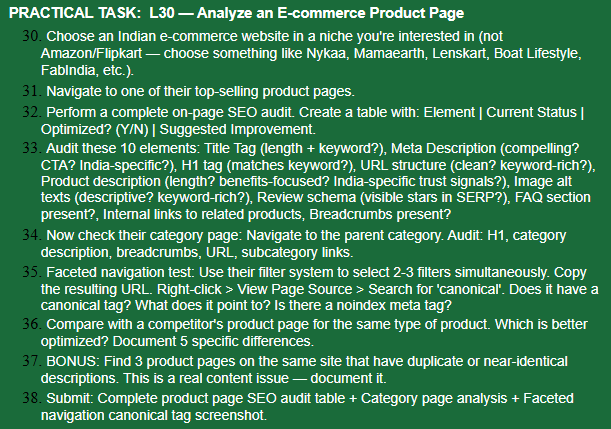 PRACTICAL TASK:  L30 — Analyze an E-commerce Product Page
30. Choose an Indian e-commerce website in a niche you're interested in (not
Amazon/Flipkart — choose something like Nykaa, Mamaearth, Lenskart, Boat Lifestyle,
FabIndia, etc.).
31. Navigate to one of their top-selling product pages.
32. Perform a complete on-page SEO audit. Create a table with: Element | Current Status |
Optimized? (Y/N) | Suggested Improvement.
33. Audit these 10 elements: Title Tag (length + keyword?), Meta Description (compelling?
CTA? India-specific?), H1 tag (matches keyword?), URL structure (clean? keyword-rich?),
Product description (length? benefits-focused? India-specific trust signals?), Image alt
texts (descriptive? keyword-rich?), Review schema (visible stars in SERP?), FAQ section
present?, Internal links to related products, Breadcrumbs present?
34. Now check their category page: Navigate to the parent category. Audit: H1, category
description, breadcrumbs, URL, subcategory links.
35. Faceted navigation test: Use their filter system to select 2-3 filters simultaneously. Copy
the resulting URL. Right-click > View Page Source > Search for 'canonical'. Does it have a
canonical tag? What does it point to? Is there a noindex meta tag?
36. Compare with a competitor's product page for the same type of product. Which is better
optimized? Document 5 specific differences.
37. BONUS: Find 3 product pages on the same site that have duplicate or near-identical
descriptions. This is a real content issue — document it.
38. Submit: Complete product page SEO audit table + Category page analysis + Faceted
navigation canonical tag screenshot.